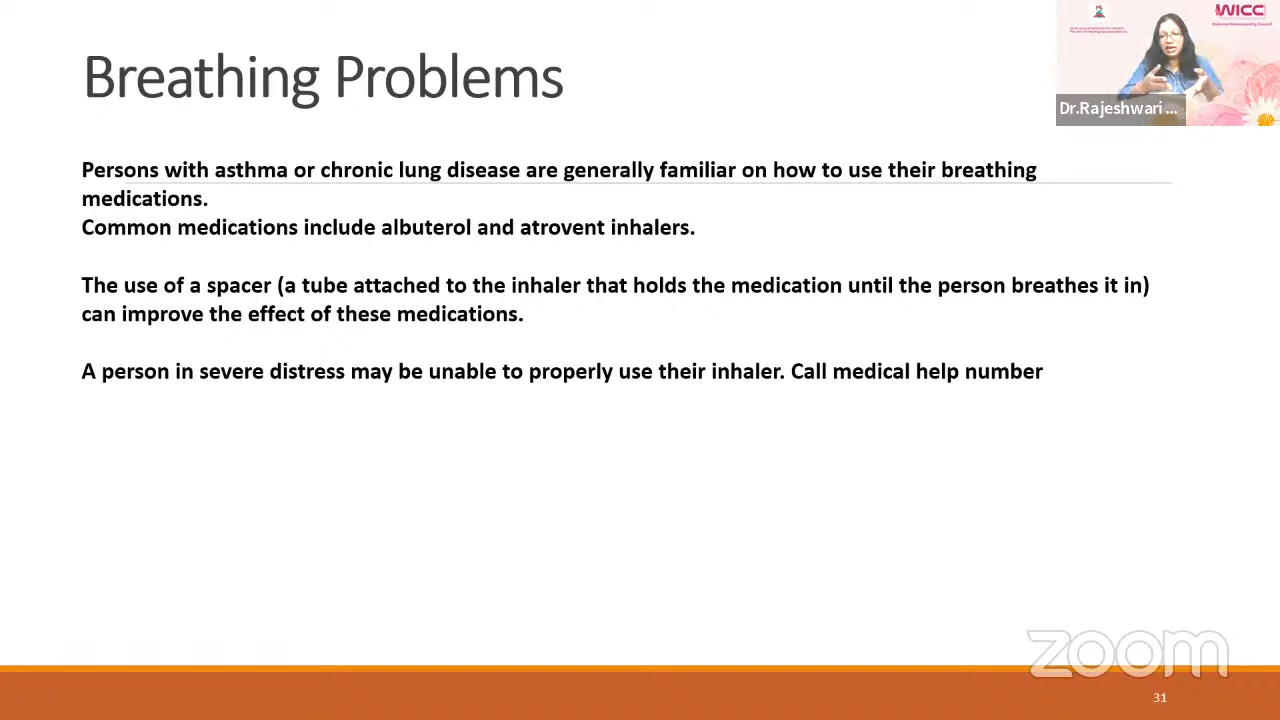 Breathing Problems
WICC
Dr.Rajeshwari ...
Persons with asthma or chronic lung disease are generally familiar on how to use their breathing
medications.
Common medications include albuterol and atrovent inhalers.
The use of a spacer (a tube attached to the inhaler that holds the medication until the person breathes it in)
can improve the effect of these medications.
A person in severe distress may be unable to properly use their inhaler. Call medical help number
zoom
31